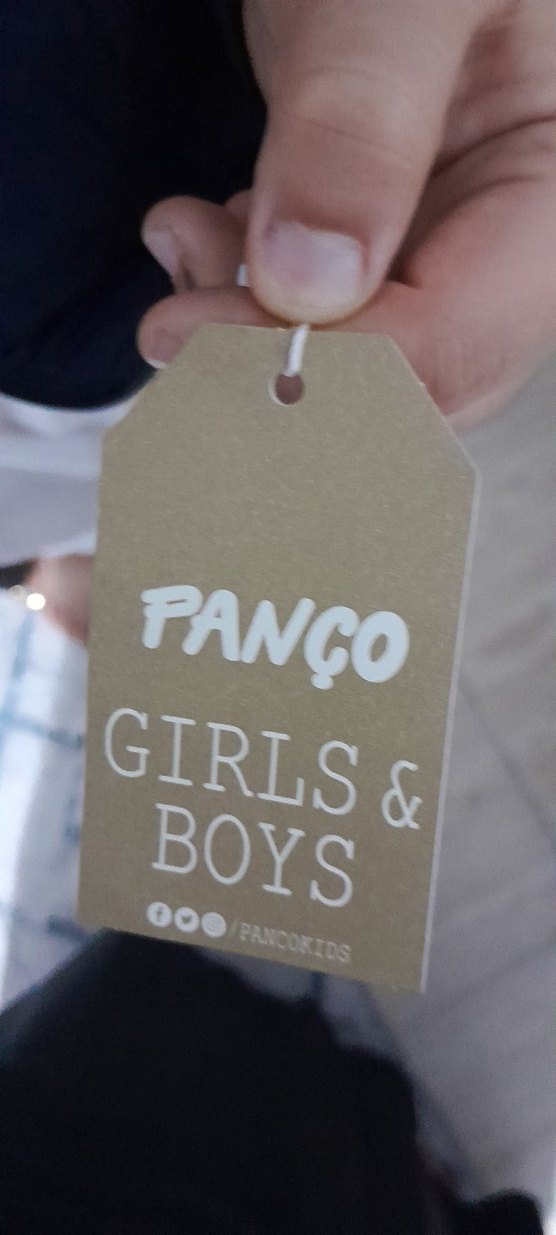 PANÇO
GIRLS &
BOYS
/PANCOKIDS